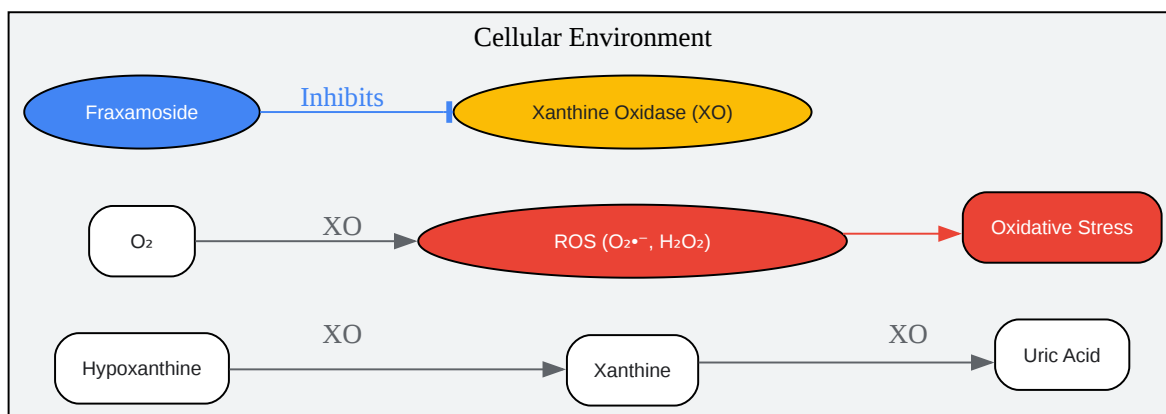 Cellular Environment
Fraxamoside
Inhibits
Xanthine Oxidase (XO)
O₂
XO
ROS (O₂•⁻, H₂O₂)
Oxidative Stress
Hypoxanthine
XO
Xanthine
XO
Uric Acid